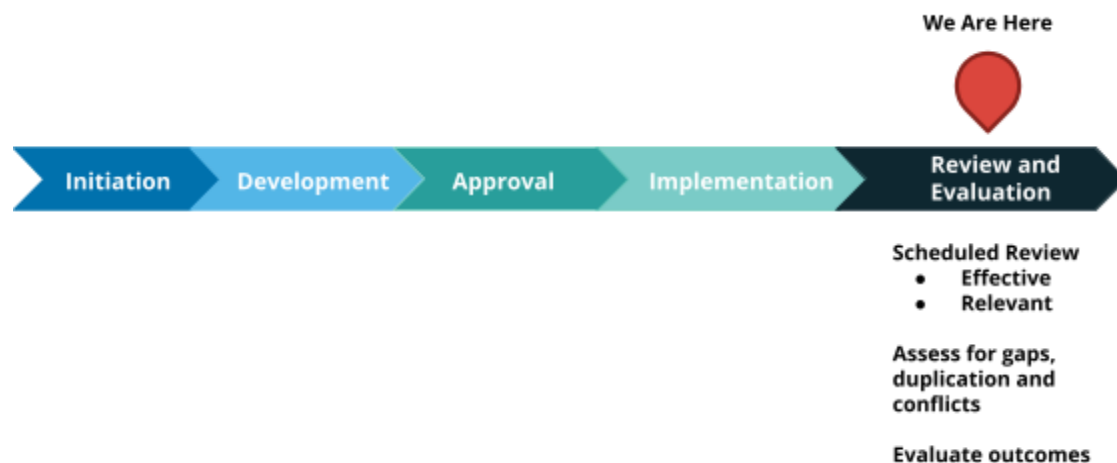 We Are Here
Initiation
Development
Approval
Implementation
Review and
Evaluation
Scheduled Review
● Effective
● Relevant
Assess for gaps,
duplication and
conflicts
Evaluate outcomes